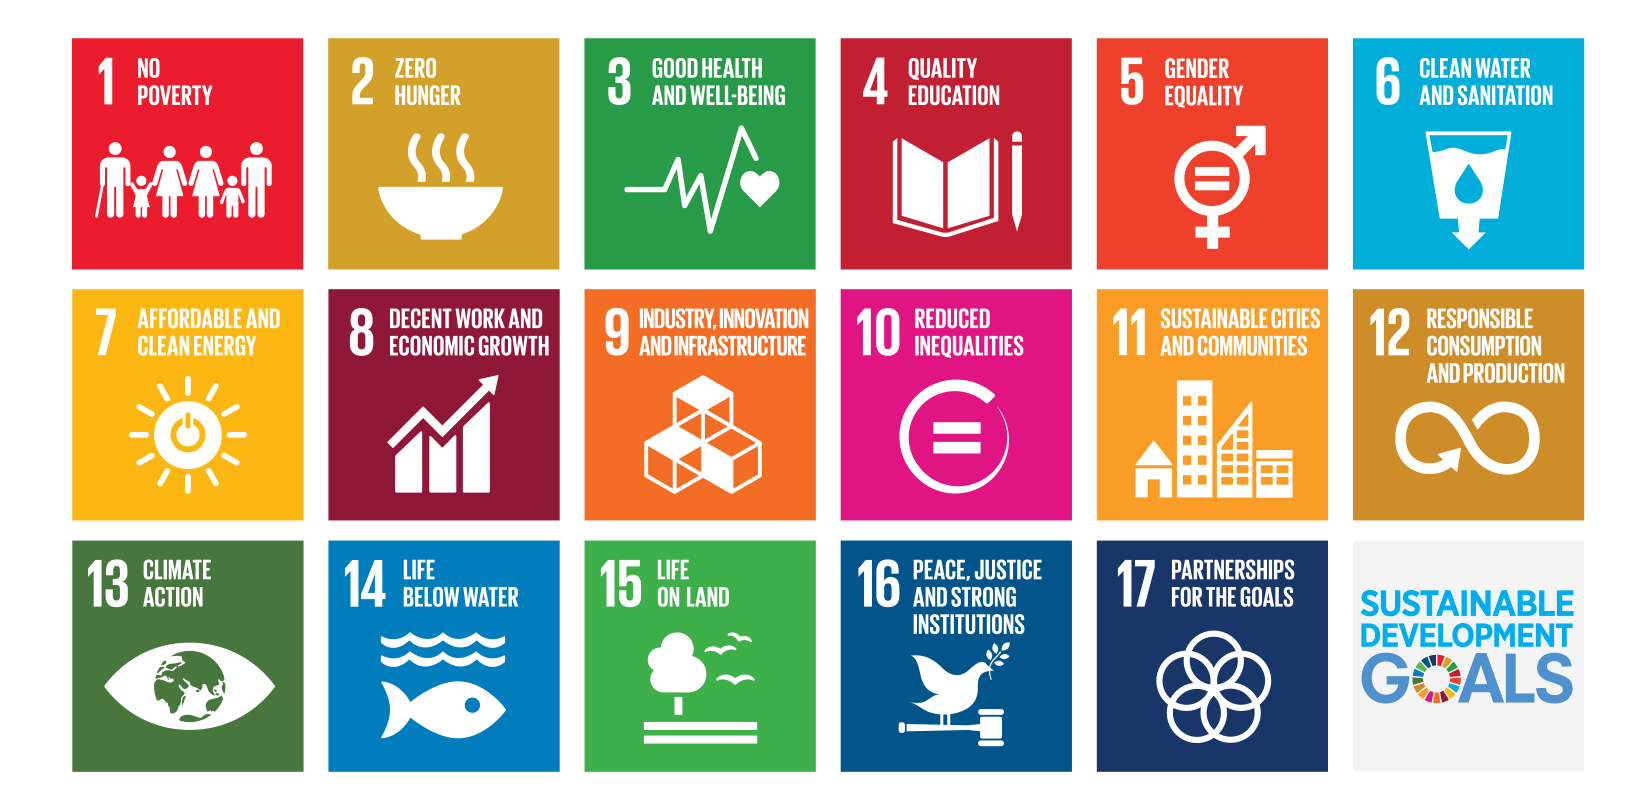 1 NO
POVERTY
2 ZERO
HUNGER
3 GOOD HEALTH
AND WELL-BEING
4 QUALITY
EDUCATION
5 GENDER
EQUALITY
6 CLEAN WATER
AND SANITATION
7 AFFORDABLE AND
CLEAN ENERGY
8 DECENT WORK AND
ECONOMIC GROWTH
9 INDUSTRY, INNOVATION
AND INFRASTRUCTURE
10 REDUCED
INEQUALITIES
11 SUSTAINABLE CITIES
AND COMMUNITIES
12 RESPONSIBLE
CONSUMPTION
AND PRODUCTION
13 CLIMATE
ACTION
14 LIFE
BELOW WATER
15 LIFE
ON LAND
16 PEACE, JUSTICE
AND STRONG
INSTITUTIONS
17 PARTNERSHIPS
FOR THE GOALS
SUSTAINABLE
DEVELOPMENT
GOALS